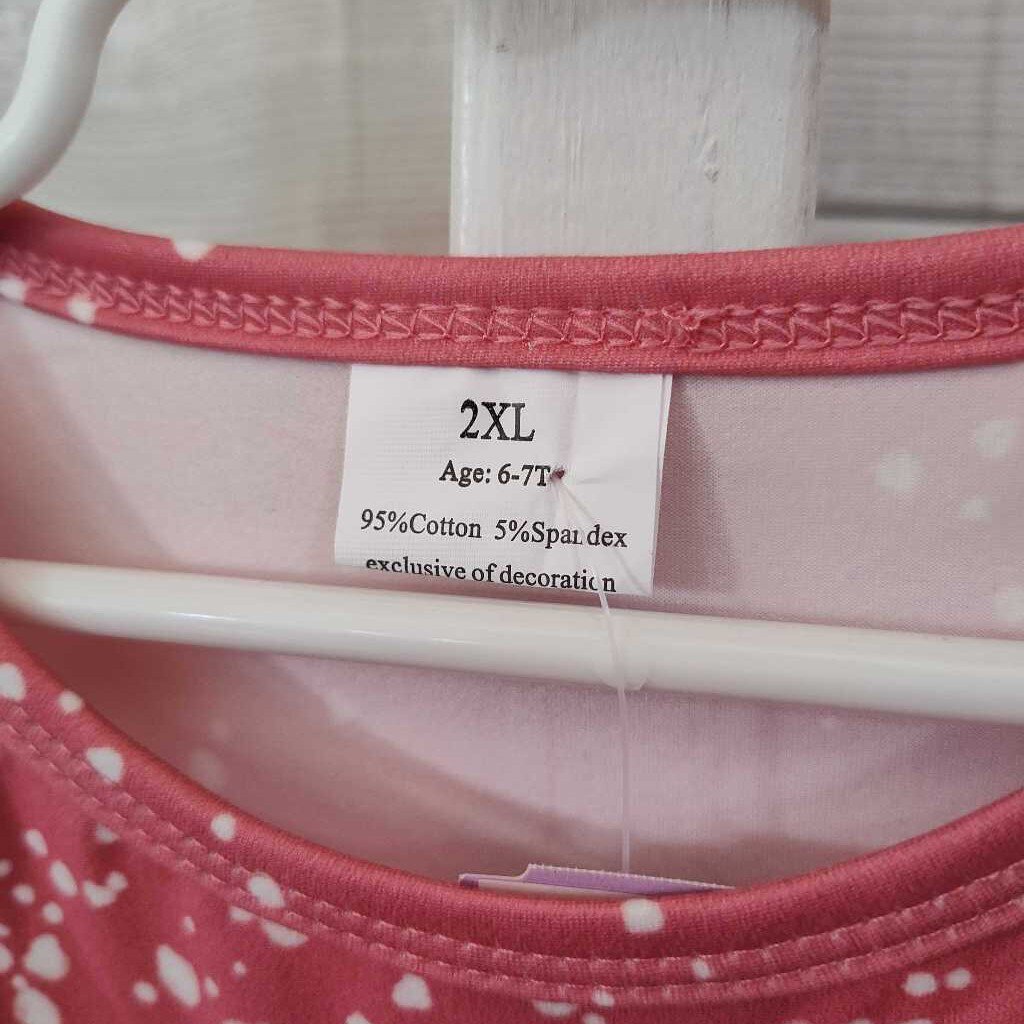 2XL
Age: 6-7T
95%Cotton 5%Spandex
exclusive of decoration